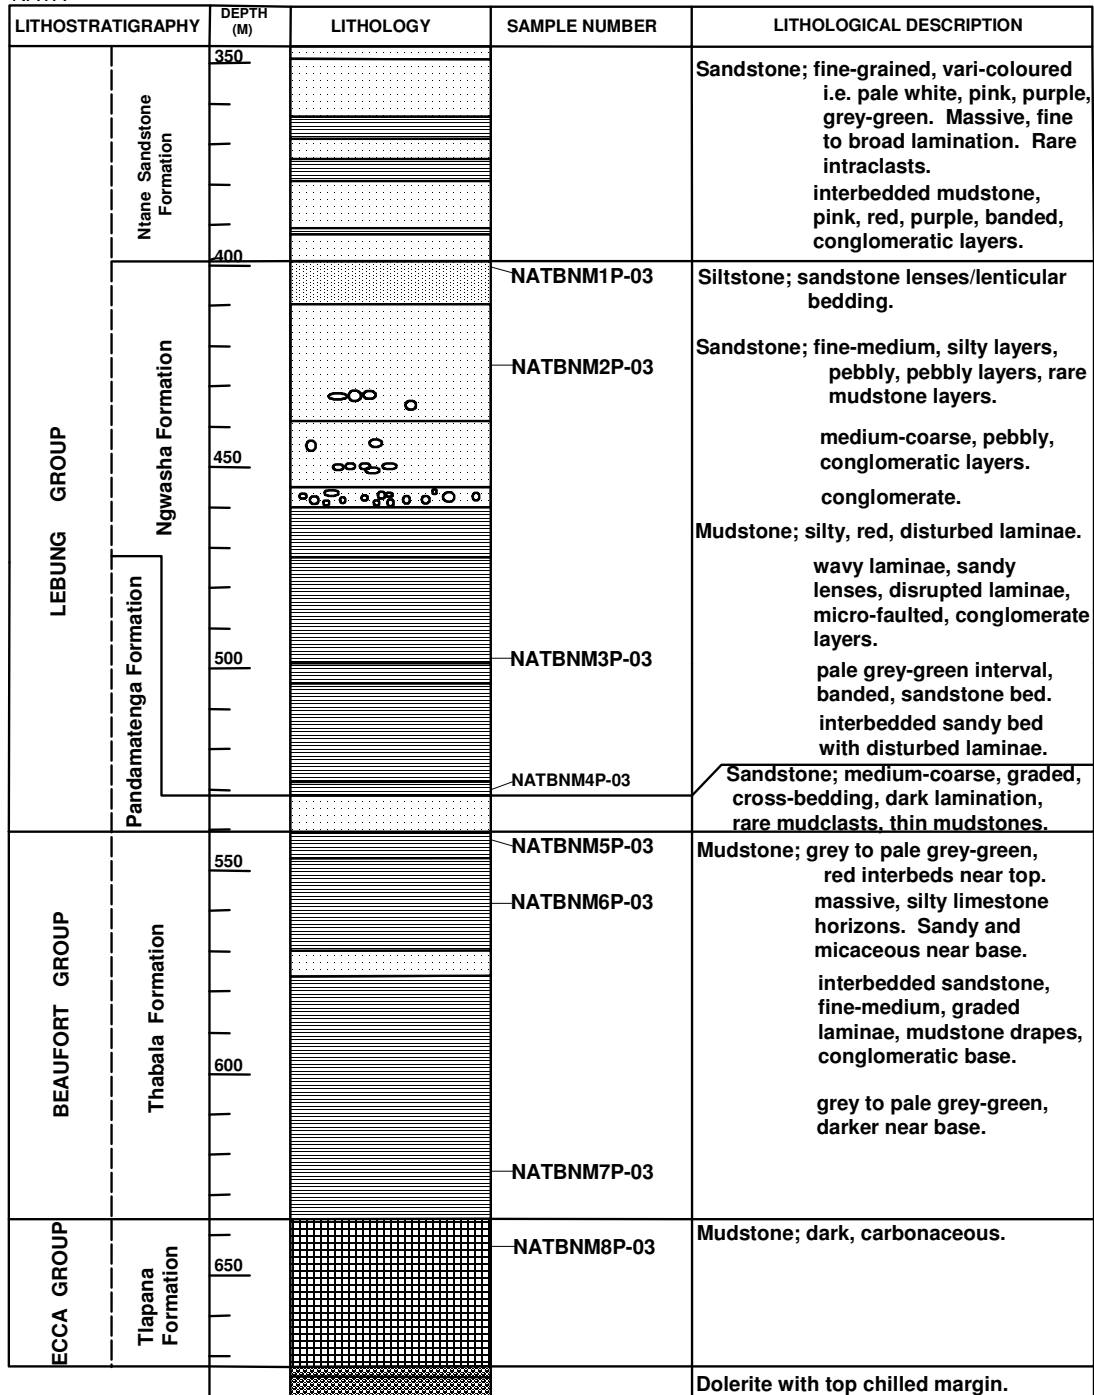 LITHOSTRATIGRAPHY
DEPTH
(M)
LITHOLOGY
SAMPLE NUMBER
LITHOLOGICAL DESCRIPTION
LEBUNG GROUP
Ntane Sandstone
Formation
Ngwasha Formation
Pandamatenga Formation
BEAUFORT GROUP
Thabala Formation
ECCA GROUP
Tlapana
Formation
350
400
450
500
550
600
650
NATBNM1P-03
NATBNM2P-03
NATBNM3P-03
NATBNM4P-03
NATBNM5P-03
NATBNM6P-03
NATBNM7P-03
NATBNM8P-03
Sandstone; fine-grained, vari-coloured
i.e. pale white, pink, purple,
grey-green. Massive, fine
to broad lamination. Rare
intraclasts.
interbedded mudstone,
pink, red, purple, banded,
conglomeratic layers.
Siltstone; sandstone lenses/lenticular
bedding.
Sandstone; fine-medium, silty layers,
pebbly, pebbly layers, rare
mudstone layers.
medium-coarse, pebbly,
conglomeratic layers.
conglomerate.
Mudstone; silty, red, disturbed laminae.
wavy laminae, sandy
lenses, disrupted laminae,
micro-faulted, conglomerate
layers.
pale grey-green interval,
banded, sandstone bed.
interbedded sandy bed
with disturbed laminae.
Sandstone; medium-coarse, graded,
cross-bedding, dark lamination,
rare mudclasts, thin mudstones.
Mudstone; grey to pale grey-green,
red interbeds near top.
massive, silty limestone
horizons. Sandy and
micaceous near base.
interbedded sandstone,
fine-medium, graded
laminae, mudstone drapes,
conglomeratic base.
grey to pale grey-green,
darker near base.
Mudstone; dark, carbonaceous.
Dolerite with top chilled margin.